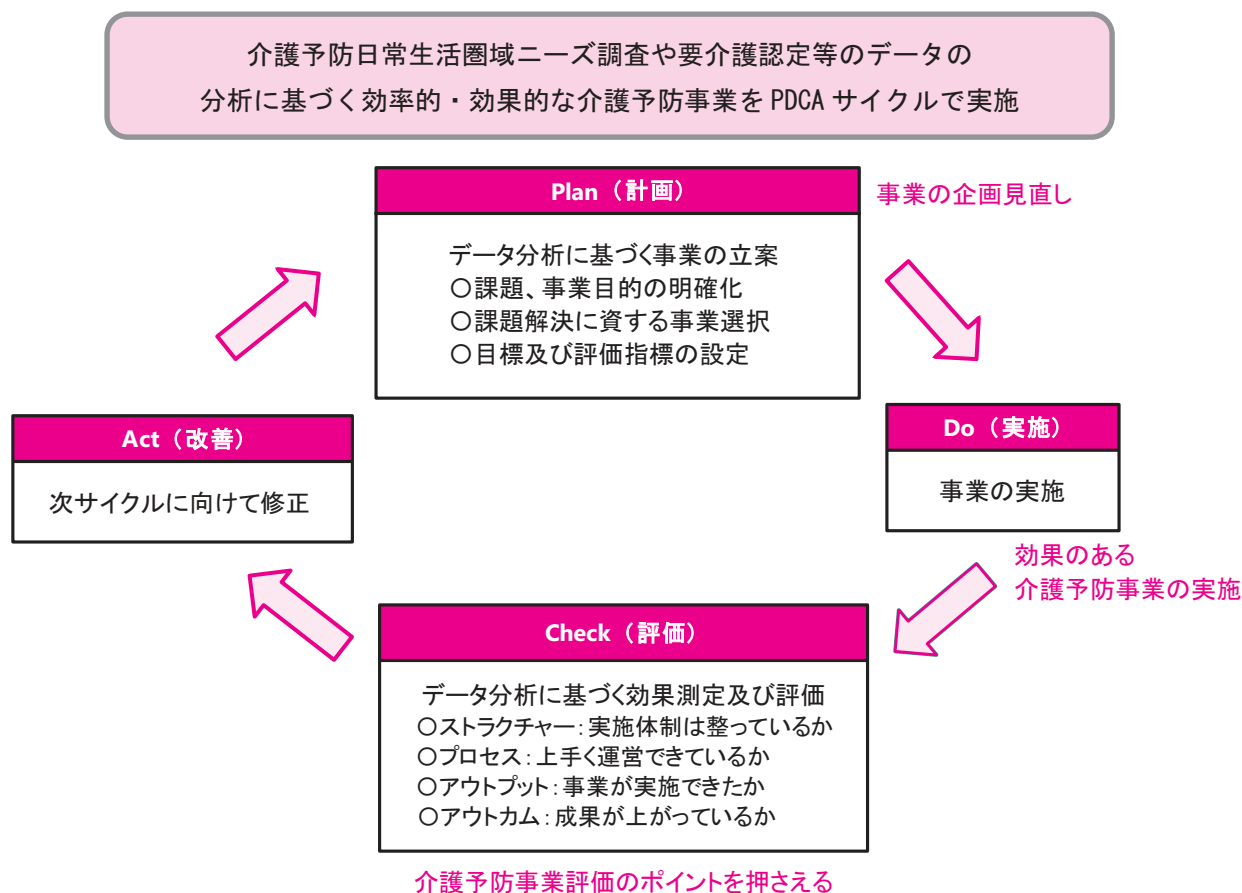 介護予防日常生活圏域ニーズ調査や要介護認定等のデータの
分析に基づく効率的・効果的な介護予防事業を PDCA サイクルで実施
Plan（計画）
事業の企画見直し
データ分析に基づく事業の立案
○課題、事業目的の明確化
○課題解決に資する事業選択
○目標及び評価指標の設定
Act（改善）
次サイクルに向けて修正
Do（実施）
事業の実施
効果のある
介護予防事業の実施
Check（評価）
データ分析に基づく効果測定及び評価
○ストラクチャー：実施体制は整っているか
○プロセス：上手く運営できているか
○アウトプット：事業が実施できたか
○アウトカム：成果が上がっているか
介護予防事業評価のポイントを押さえる